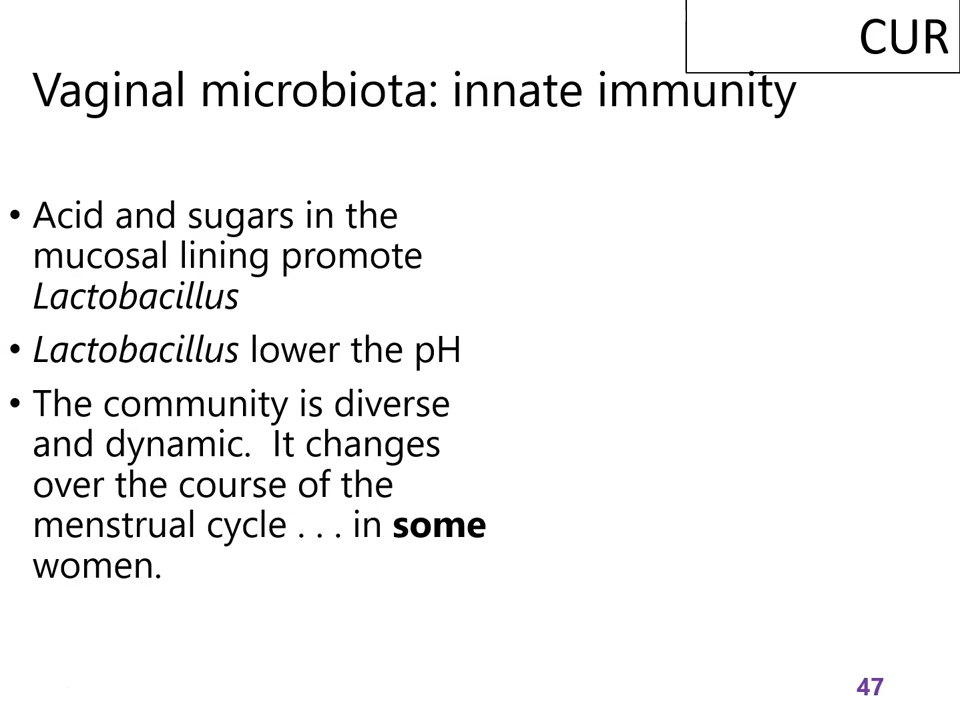 CUR
Vaginal microbiota: innate immunity
• Acid and sugars in the
mucosal lining promote
Lactobacillus
• Lactobacillus lower the pH
• The community is diverse
and dynamic.  It changes
over the course of the
menstrual cycle . . . in some
women.
47